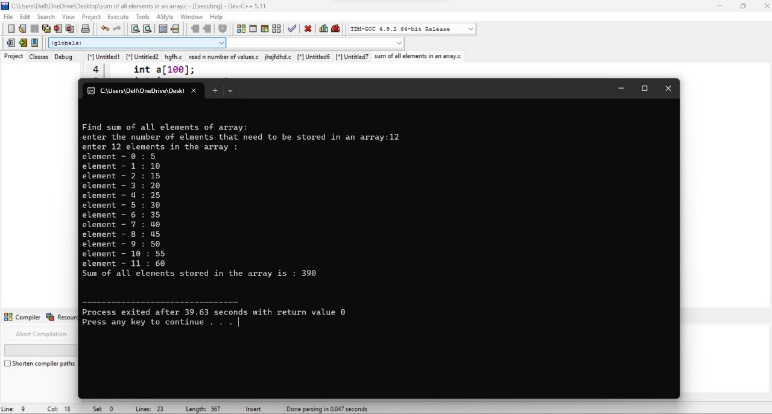 C:\Users\Dell\OneDrive\Desktop\sum of all elements in an array.c - [Executing] - Dev-C++ 5.11
File Edit Search View Project Execute Tools AStyle Window Help
TDM-GCC 4.9.2 64-bit Release
(globals)
Project Classes Debug
[*] Untitled1 [*] Untitled2 hgfh.c read n number of values.c jhsjfdhd.c [*] Untitled6 [*] Untitled7 sum of all elements in an array.c
4 int a[100];
C:\Users\Dell\OneDrive\Deskt
Find sum of all elements of array:
enter the number of elments that need to be stored in an array:12
enter 12 elements in the array :
element - 0 : 5
element - 1 : 10
element - 2 : 15
element - 3 : 20
element - 4 : 25
element - 5 : 30
element - 6 : 35
element - 7 : 40
element - 8 : 45
element - 9 : 50
element - 10 : 55
element - 11 : 60
Sum of all elements stored in the array is : 390
--------------------------------
Process exited after 39.63 seconds with return value 0
Press any key to continue . . .
Compiler Resourc
Abort Compilation
Shorten compiler paths
Line: 9 Col: 18 Sel: 0 Lines: 23 Length: 567 Insert Done parsing in 0.047 seconds